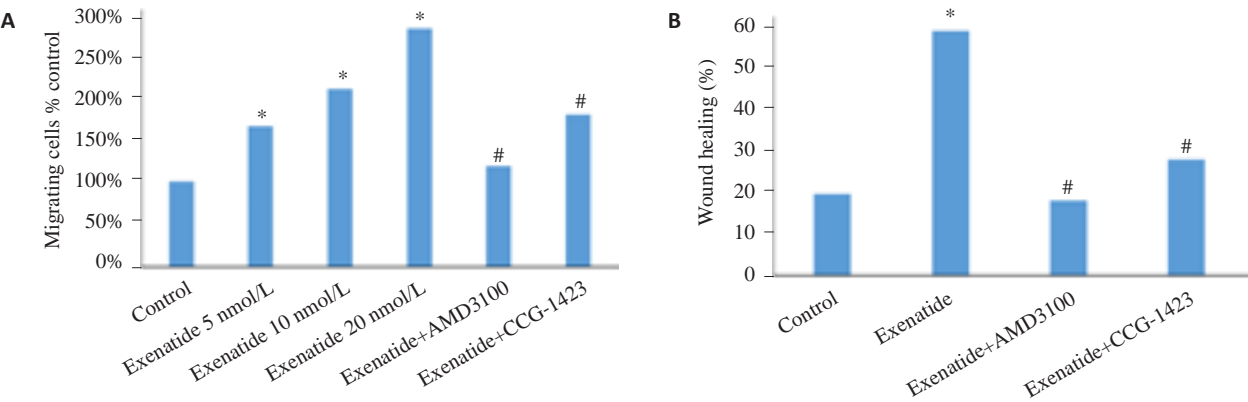 A
Migrating cells % control
300%
250%
200%
150%
100%
50%
0%
*
*
*
#
#
Control
Exenatide 5 nmol/L
Exenatide 10 nmol/L
Exenatide 20 nmol/L
Exenatide+AMD3100
Exenatide+CCG-1423
B
Wound healing (%)
60
50
40
30
20
10
0
*
#
#
Control
Exenatide
Exenatide+AMD3100
Exenatide+CCG-1423